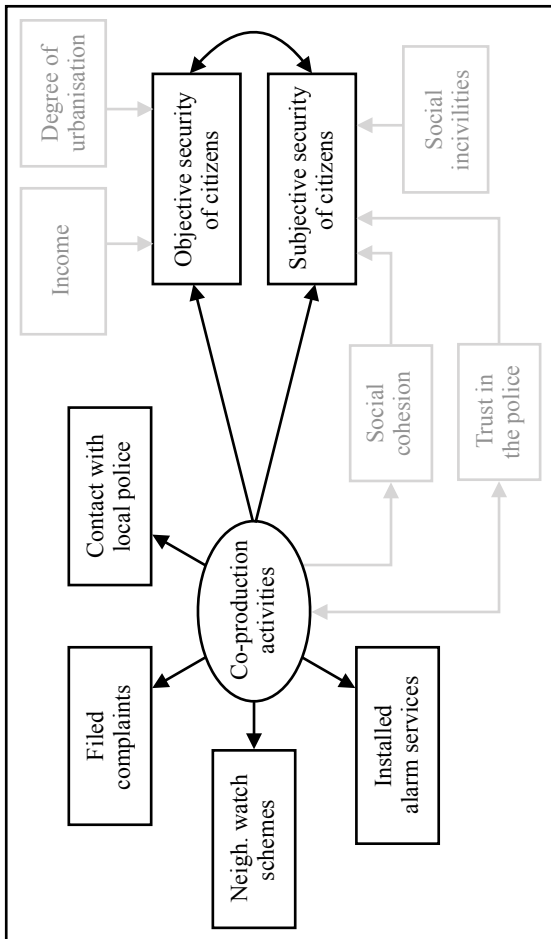 Income
Degree of
urbanisation
Filed
complaints
Contact with
local police
Objective security
of citizens
Neigh. watch
schemes
Co-production
activities
Subjective security
of citizens
Installed
alarm services
Social
cohesion
Social
incivilities
Trust in
the police